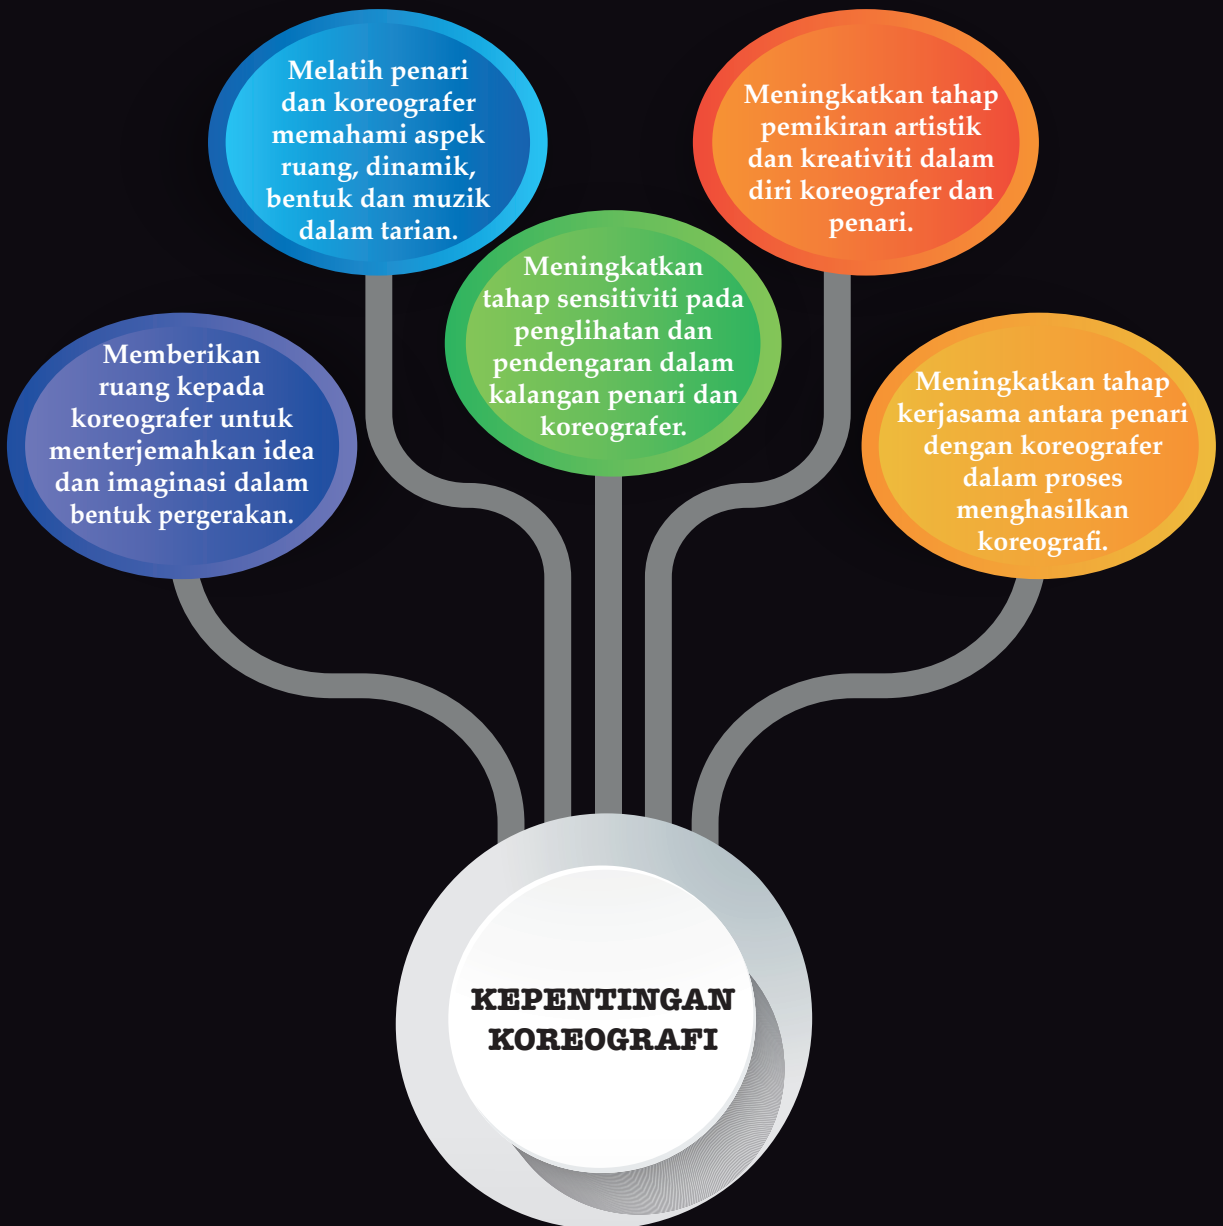 Melatih penari
dan koreografer
memahami aspek
ruang, dinamik,
bentuk dan muzik
dalam tarian.
Meningkatkan tahap
pemikiran artistik
dan kreativiti dalam
diri koreografer dan
penari.
Meningkatkan
tahap sensitiviti pada
penglihatan dan
pendengaran dalam
kalangan penari dan
koreografer.
Memberikan
ruang kepada
koreografer untuk
menterjemahkan idea
dan imaginasi dalam
bentuk pergerakan.
Meningkatkan tahap
kerjasama antara penari
dengan koreografer
dalam proses
menghasilkan
koreografi.
KEPENTINGAN
KOREOGRAFI